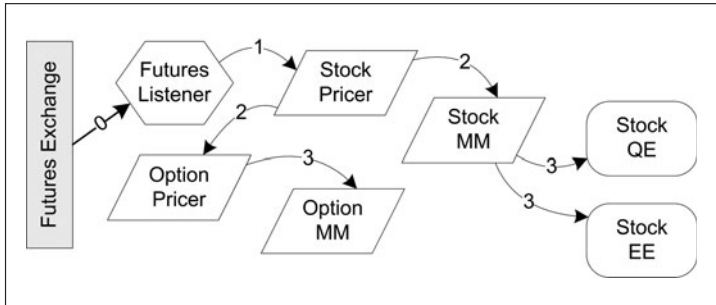 Futures Exchange
0
Futures
Listener
1
Stock
Pricer
2
Stock
MM
2
Option
Pricer
3
Option
MM
3
Stock
QE
3
Stock
EE